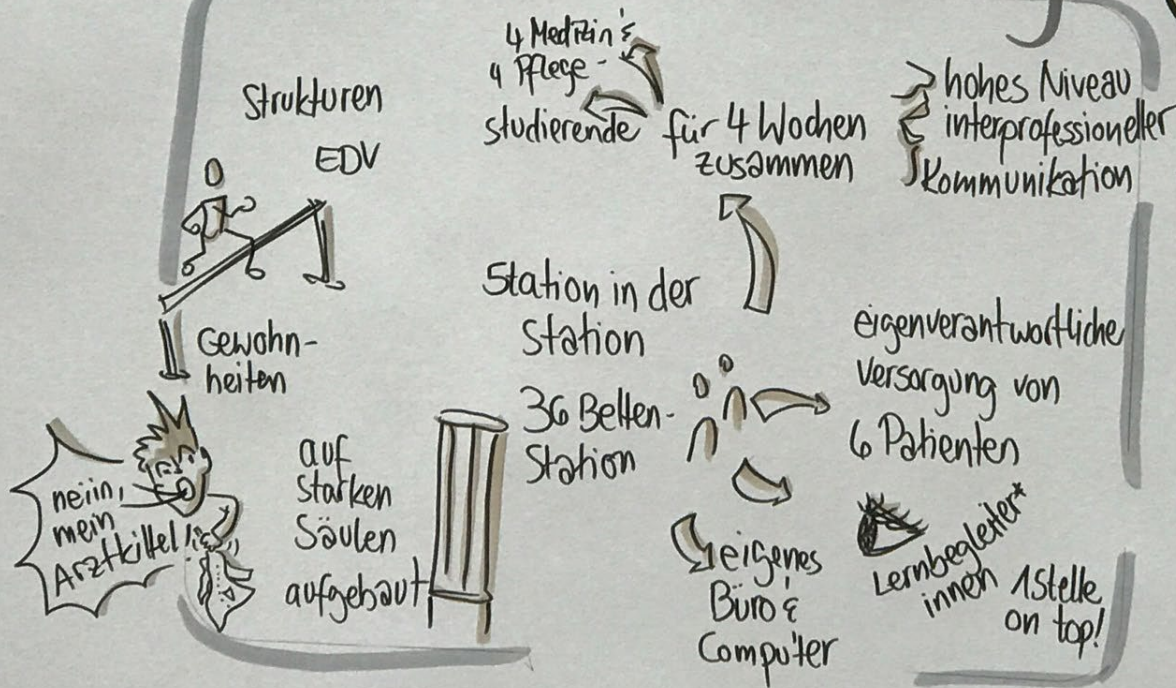 Strukturen
EDV
Gewohn-
heiten
neiin,
mein
Arztkittel!
auf
starken
Säulen
aufgebaut
4 Medizin &
4 Pflege-
studierende
für 4 Wochen
zusammen
hohes Niveau
interprofessioneller
Kommunikation
Station in der
Station
36 Betten-
Station
eigenverantwortliche
Versorgung von
6 Patienten
eigenes
Büro &
Computer
Lernbegleiter*
innen
1 Stelle
on top!